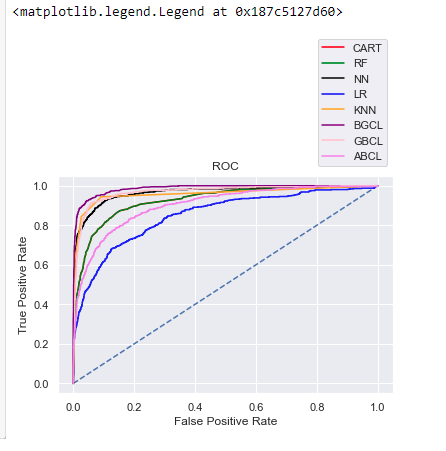 <matplotlib.legend.Legend at 0x187c5127d60>
CART
RF
NN
LR
KNN
BGCL
GBCL
ABCL
ROC
1.0
0.8
0.6
0.4
0.2
0.0
True Positive Rate
0.0 0.2 0.4 0.6 0.8 1.0
False Positive Rate